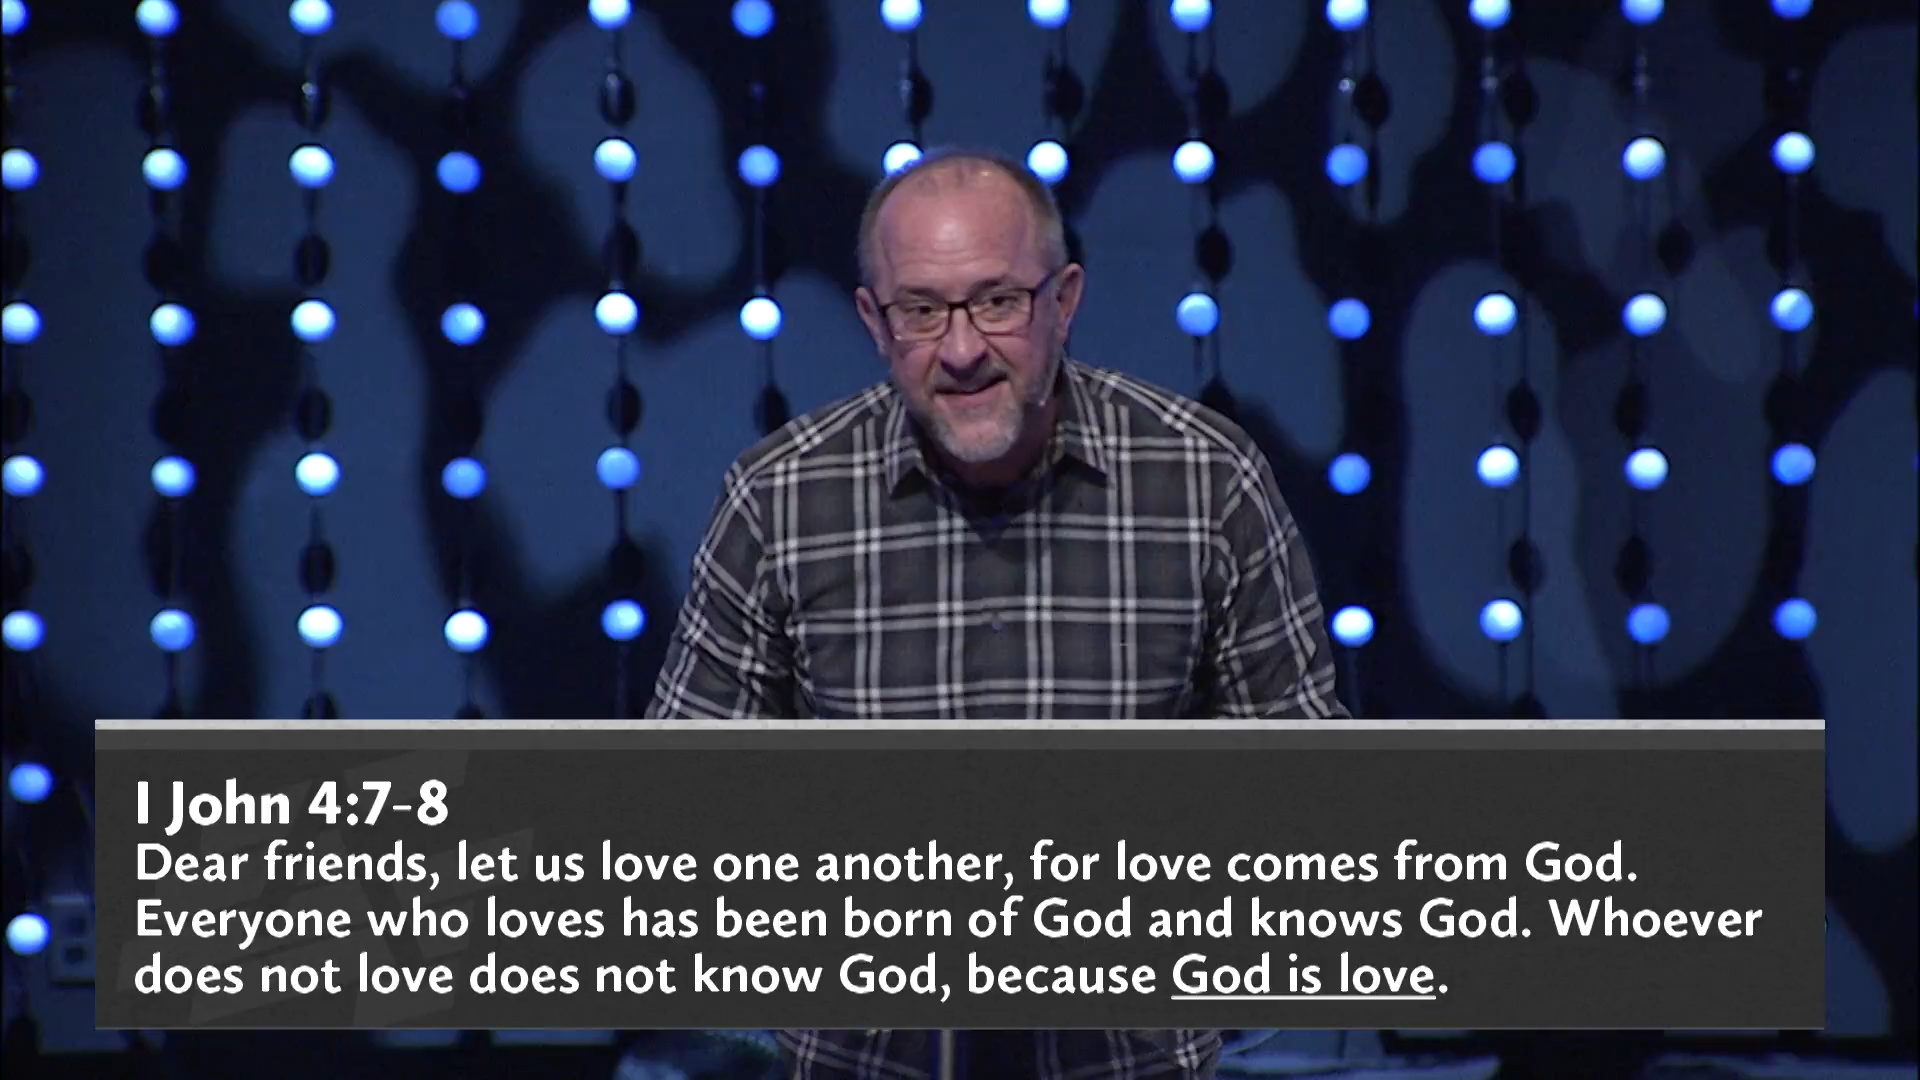 I John 4:7-8
Dear friends, let us love one another, for love comes from God.
Everyone who loves has been born of God and knows God. Whoever
does not love does not know God, because God is love.